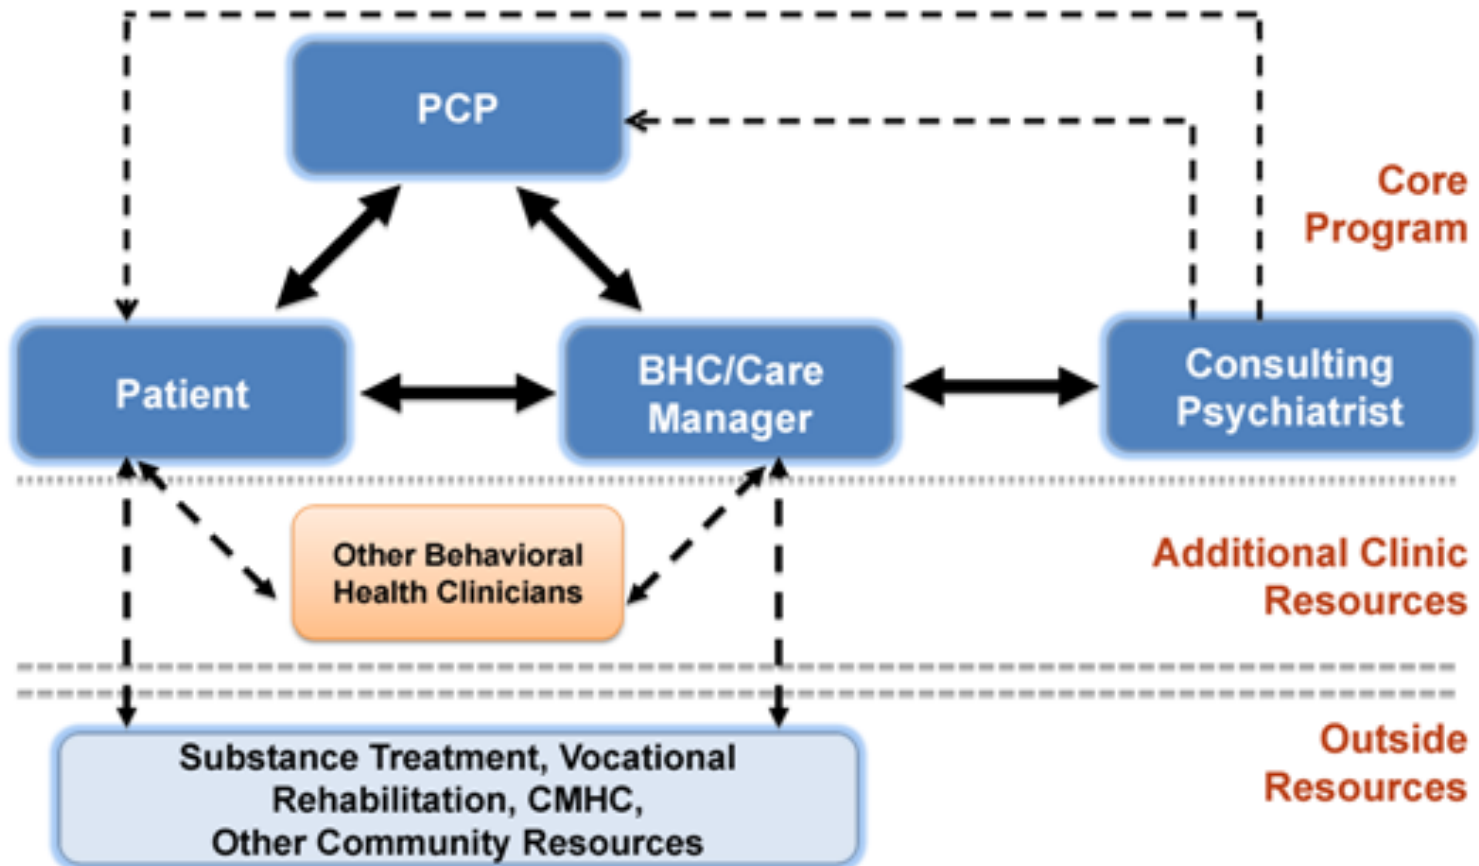 PCP
Core
Program
Patient
BHC/Care
Manager
Consulting
Psychiatrist
Other Behavioral
Health Clinicians
Additional Clinic
Resources
Substance Treatment, Vocational
Rehabilitation, CMHC,
Other Community Resources
Outside
Resources